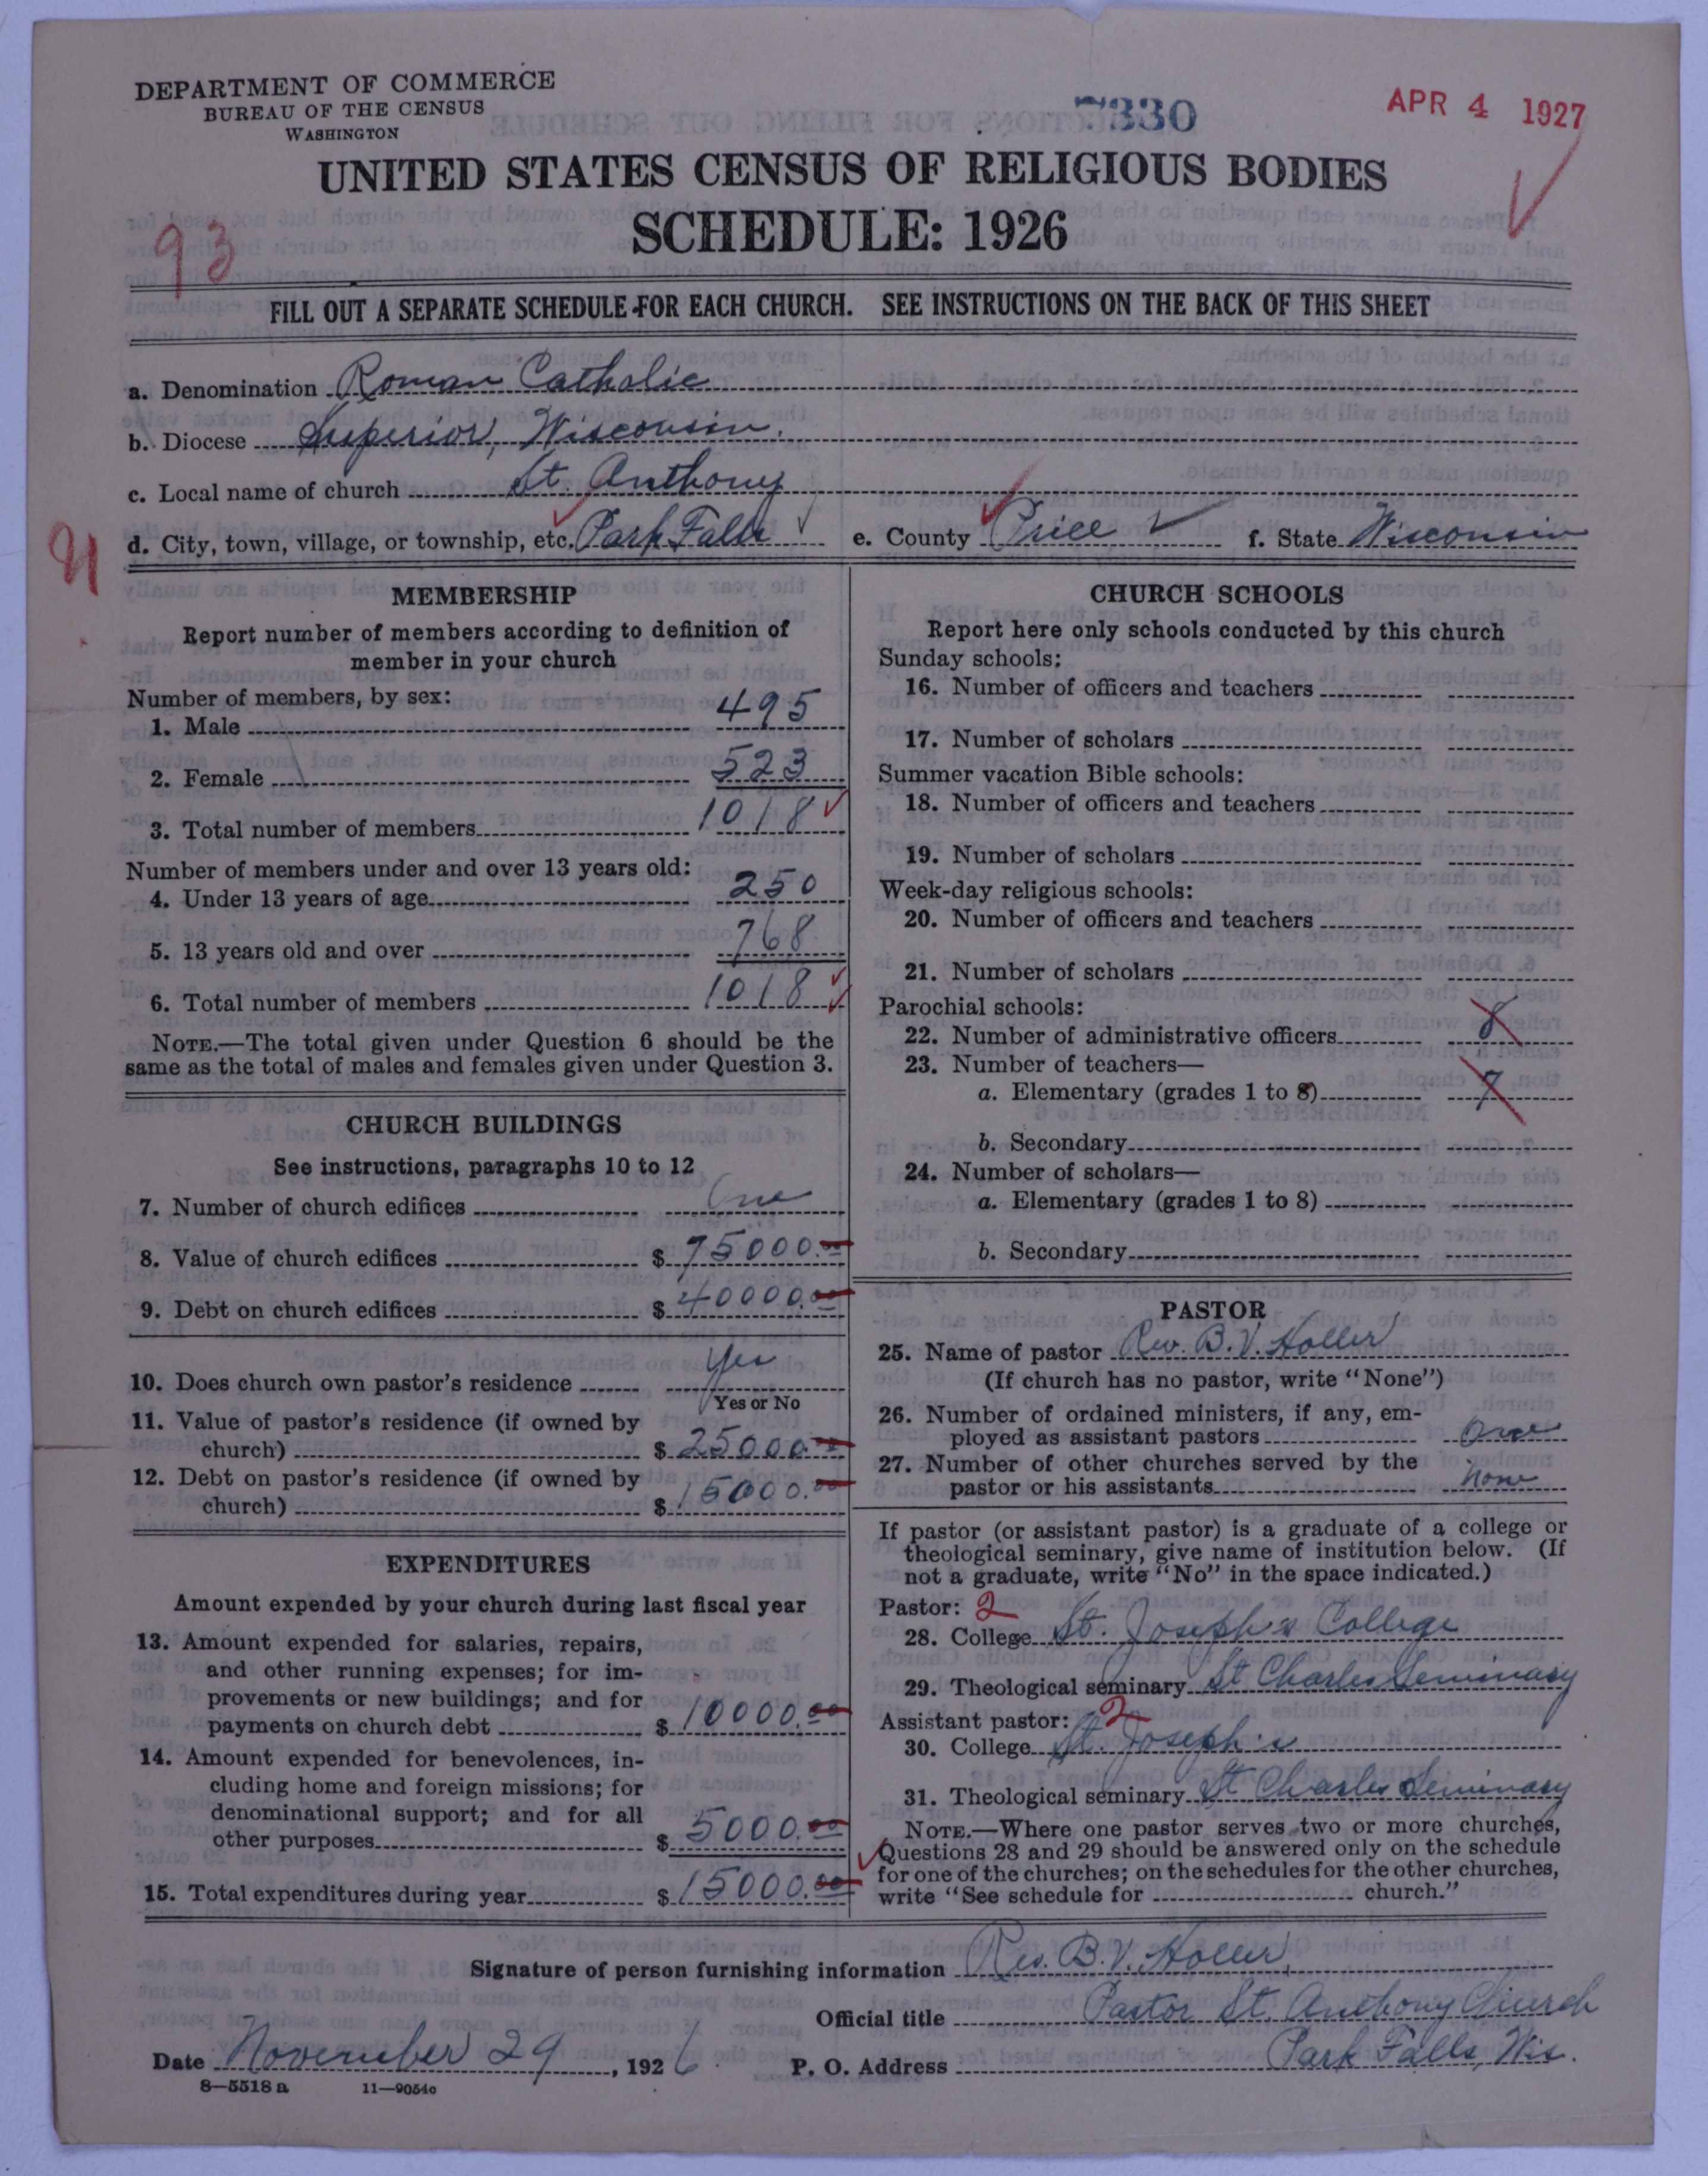 DEPARTMENT OF COMMERCE
BUREAU OF THE CENSUS
WASHINGTON
7330
APR 4 1927
UNITED STATES CENSUS OF RELIGIOUS BODIES
SCHEDULE: 1926
93
FILL OUT A SEPARATE SCHEDULE FOR EACH CHURCH. SEE INSTRUCTIONS ON THE BACK OF THIS SHEET
a. Denomination Roman Catholic
b. Diocese Superior, Wisconsin.
c. Local name of church St. Anthony
91
d. City, town, village, or township, etc. Park Falls e. County Price f. State Wisconsin
MEMBERSHIP
Report number of members according to definition of
member in your church
Number of members, by sex:
1. Male 495
2. Female 523
3. Total number of members 1018
Number of members under and over 13 years old:
4. Under 13 years of age 250
5. 13 years old and over 768
6. Total number of members 1018
NOTE.—The total given under Question 6 should be the
same as the total of males and females given under Question 3.
CHURCH BUILDINGS
See instructions, paragraphs 10 to 12
7. Number of church edifices One
8. Value of church edifices $ 75000.00
9. Debt on church edifices $ 40000.00
10. Does church own pastor's residence Yes
Yes or No
11. Value of pastor's residence (if owned by
church) $ 25000.00
12. Debt on pastor's residence (if owned by
church) $ 15000.00
EXPENDITURES
Amount expended by your church during last fiscal year
13. Amount expended for salaries, repairs,
and other running expenses; for im-
provements or new buildings; and for
payments on church debt $ 10000.00
14. Amount expended for benevolences, in-
cluding home and foreign missions; for
denominational support; and for all
other purposes $ 5000.00
15. Total expenditures during year $ 15000.00
CHURCH SCHOOLS
Report here only schools conducted by this church
Sunday schools:
16. Number of officers and teachers
17. Number of scholars
Summer vacation Bible schools:
18. Number of officers and teachers
19. Number of scholars
Week-day religious schools:
20. Number of officers and teachers
21. Number of scholars
Parochial schools:
22. Number of administrative officers 8
23. Number of teachers—
a. Elementary (grades 1 to 8) 7
b. Secondary
24. Number of scholars—
a. Elementary (grades 1 to 8)
b. Secondary
PASTOR
25. Name of pastor Rev. B. V. Holler
(If church has no pastor, write "None")
26. Number of ordained ministers, if any, em-
ployed as assistant pastors One
27. Number of other churches served by the
pastor or his assistants None
If pastor (or assistant pastor) is a graduate of a college or
theological seminary, give name of institution below. (If
not a graduate, write "No" in the space indicated.)
Pastor: 2
28. College St. Joseph's College
29. Theological seminary St Charles Seminary
Assistant pastor: 2
30. College St. Joseph's
31. Theological seminary St Charles Seminary
NOTE.—Where one pastor serves two or more churches,
Questions 28 and 29 should be answered only on the schedule
for one of the churches; on the schedules for the other churches,
write "See schedule for church."
Signature of person furnishing information Rev. B. V. Holler
Official title Pastor St. Anthony Church
Date November 29, 1926 P. O. Address Park Falls, Wis.
8—5518 a 11—9054c